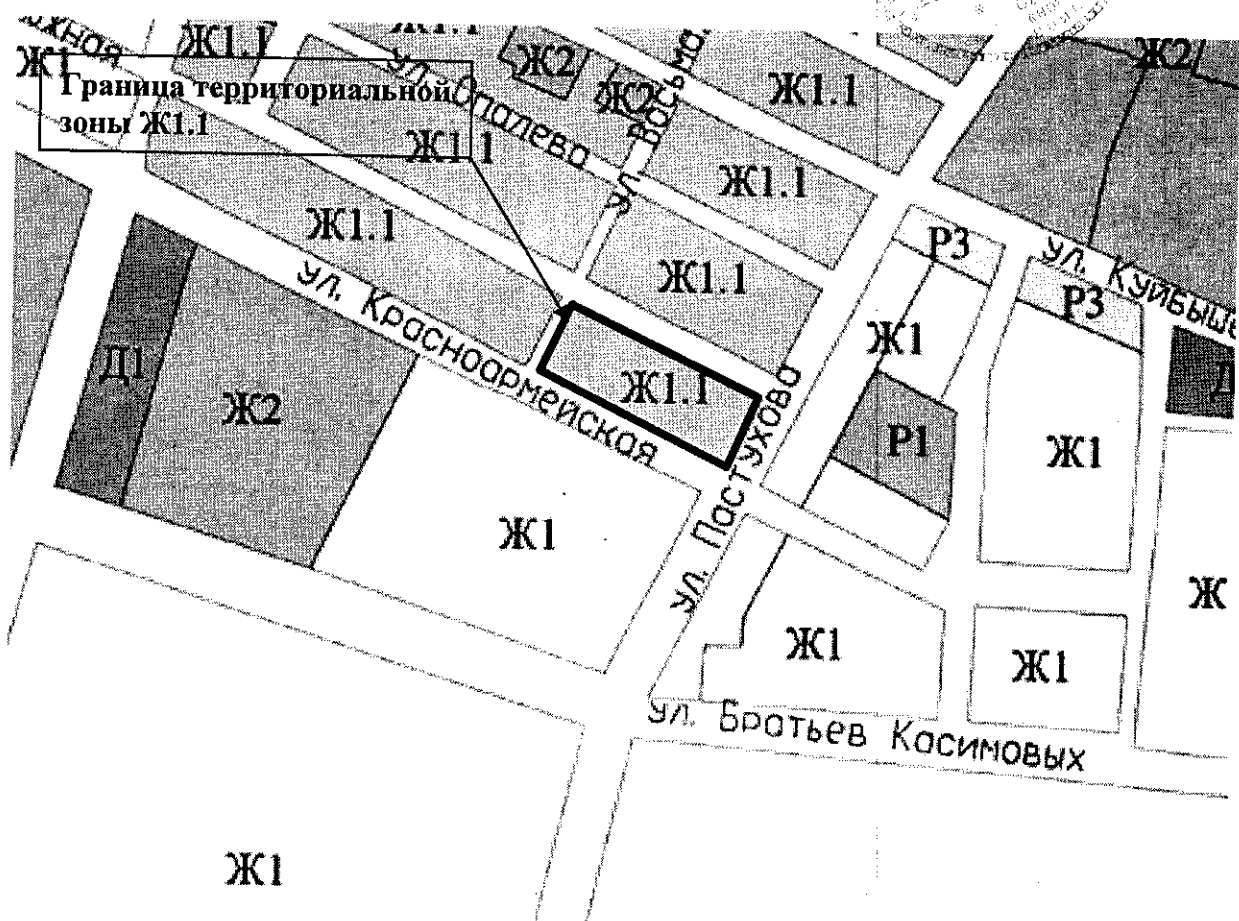 Ж1.1
Ж1.1
Ж2
Ж2
Ж1
Граница территориальной
зоны Ж1.1
ул. Опалева
Ж2
Ж1.1
Ж1.1
Ж1.1
Ж1.1
Р3
ул. Куйбыше
Ж1.1
Р3
ул. Красноармейская
Ж1
Д1
Ж1.1
Д
Ж2
Р1
Ж1
ул. Пастухова
Ж1
Ж
Ж1
Ж1
ул. Братьев Касимовых
Ж1